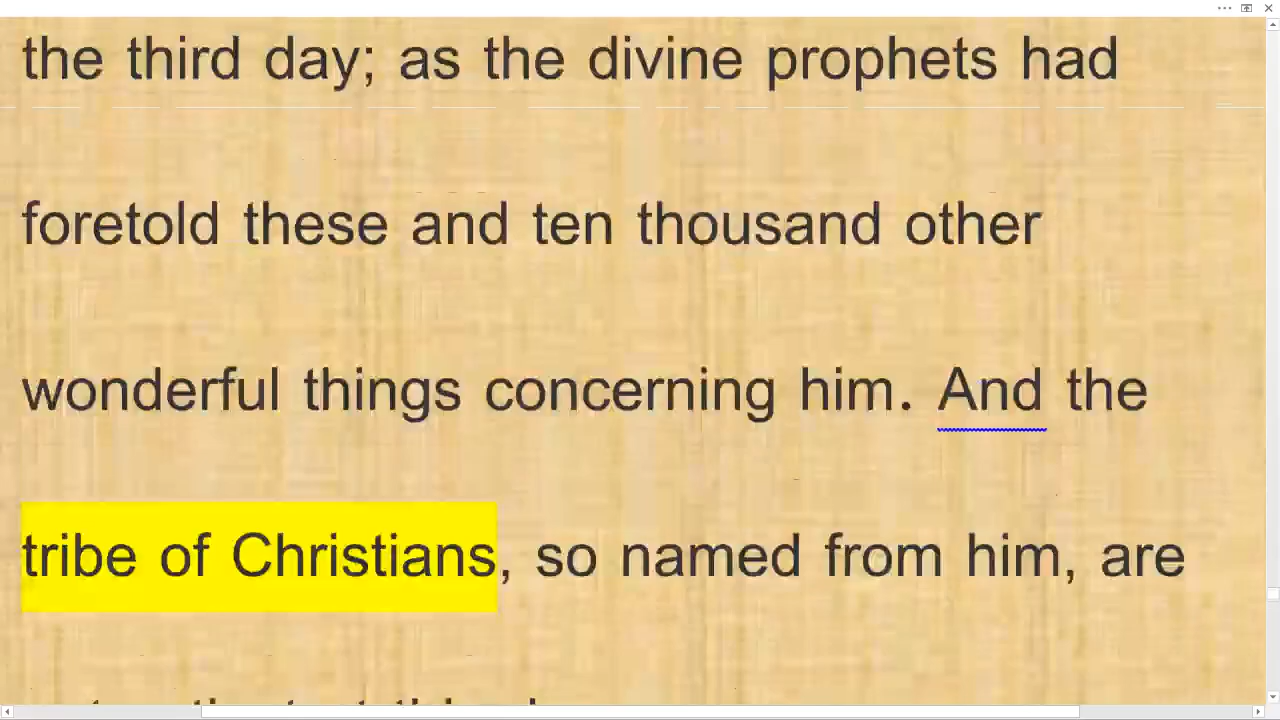 the third day; as the divine prophets had
foretold these and ten thousand other
wonderful things concerning him. And the
tribe of Christians, so named from him, are